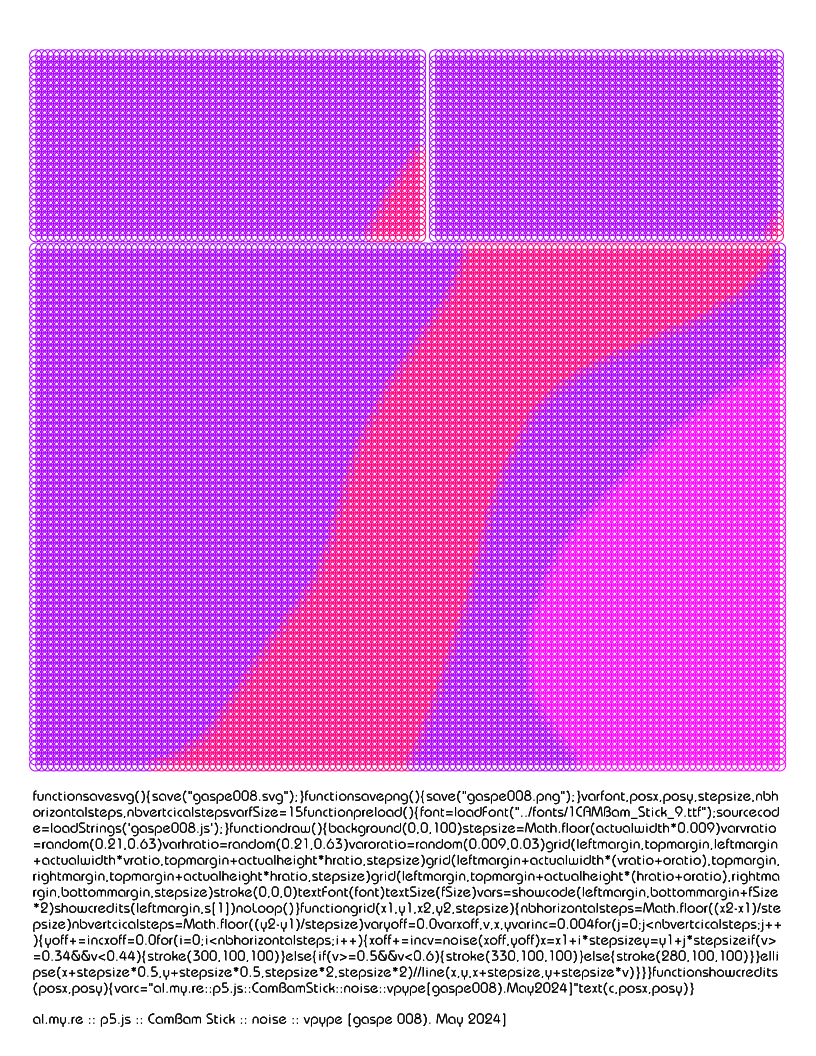 functionsavesvg(){save("gaspe008.svg");}functionsavepng(){save("gaspe008.png");}varfont,posx,posy,stepsize,nbh
orizontalsteps,nbvertcicalstepsvarfSize=15functionpreload(){font=loadFont("../fonts/1CAMBam_Stick_9.ttf");sourcecod
e=loadStrings('gaspe008.js');}functiondraw(){background(0,0,100)stepsize=Math.floor(actualwidth*0.009)varvratio
=random(0.21,0.63)varhratio=random(0.21,0.63)varoratio=random(0.009,0.03)grid(leftmargin,topmargin,leftmargin
+actualwidth*vratio,topmargin+actualheight*hratio,stepsize)grid(leftmargin+actualwidth*(vratio+oratio),topmargin,
rightmargin,topmargin+actualheight*hratio,stepsize)grid(leftmargin,topmargin+actualheight*(hratio+oratio),rightma
rgin,bottommargin,stepsize)stroke(0,0,0)textFont(font)textSize(fSize)vars=showcode(leftmargin,bottommargin+fSize
*2)showcredits(leftmargin,s[1])noLoop()}functiongrid(x1,y1,x2,y2,stepsize){nbhorizontalsteps=Math.floor((x2-x1)/ste
psize)nbvertcicalsteps=Math.floor((y2-y1)/stepsize)varyoff=0.0varxoff,v,x,yvarinc=0.004for(j=0;j<nbvertcicalsteps;j++
){yoff+=incxoff=0.0for(i=0;i<nbhorizontalsteps;i++){xoff+=incv=noise(xoff,yoff)x=x1+i*stepsizey=y1+j*stepsizeif(v>
=0.34&&v<0.44){stroke(300,100,100)}else{if(v>=0.5&&v<0.6){stroke(330,100,100)}else{stroke(280,100,100)}}elli
pse(x+stepsize*0.5,y+stepsize*0.5,stepsize*2,stepsize*2)//line(x,y,x+stepsize,y+stepsize*v)}}}functionshowcredits
(posx,posy){varc="al.my.re::p5.js::CamBamStick::noise::vpype[gaspe008).May2024]"text(c,posx,posy)}
al.my.re :: p5.js :: CamBam Stick :: noise :: vpype [gaspe 008). May 2024]